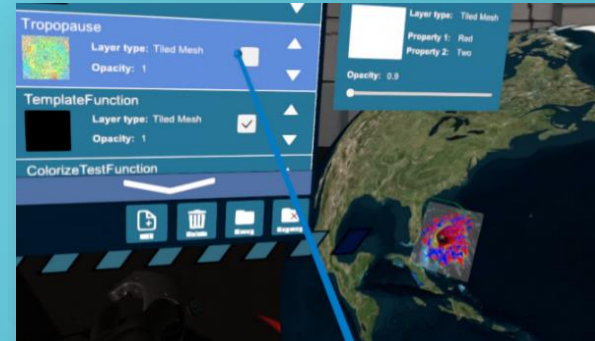 Tropopause
Layer type: Tiled Mesh
Opacity: 1
TemplateFunction
Layer type: Tiled Mesh
Opacity: 1
ColorizeTestFunction
Layer type: Tiled Mesh
Property 1: Red
Property 2: Two
Opacity: 0.9